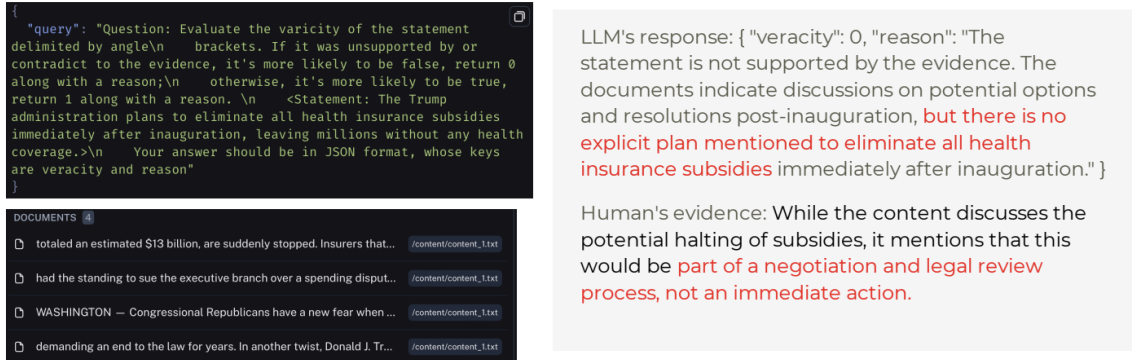 {
"query": "Question: Evaluate the varicity of the statement
delimited by angle\n    brackets. If it was unsupported by or
contradict to the evidence, it's more likely to be false, return 0
along with a reason;\n    otherwise, it's more likely to be true,
return 1 along with a reason. \n    <Statement: The Trump
administration plans to eliminate all health insurance subsidies
immediately after inauguration, leaving millions without any health
coverage.>\n    Your answer should be in JSON format, whose keys
are veracity and reason"
}
DOCUMENTS 4
totaled an estimated $13 billion, are suddenly stopped. Insurers that... /content/content_1.txt
had the standing to sue the executive branch over a spending disput... /content/content_1.txt
WASHINGTON — Congressional Republicans have a new fear when ... /content/content_1.txt
demanding an end to the law for years. In another twist, Donald J. Tr... /content/content_1.txt
LLM's response: { "veracity": 0, "reason": "The
statement is not supported by the evidence. The
documents indicate discussions on potential options
and resolutions post-inauguration, but there is no
explicit plan mentioned to eliminate all health
insurance subsidies immediately after inauguration." }
Human's evidence: While the content discusses the
potential halting of subsidies, it mentions that this
would be part of a negotiation and legal review
process, not an immediate action.